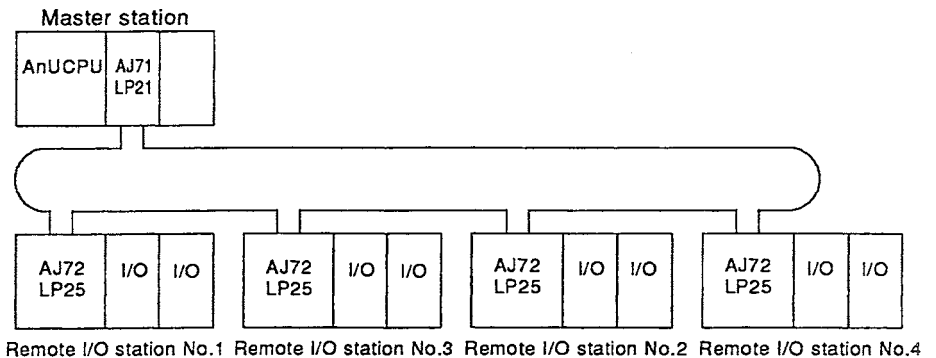 Master station
AnUCPU
AJ71
LP21
AJ72
LP25
I/O
I/O
AJ72
LP25
I/O
I/O
AJ72
LP25
I/O
I/O
AJ72
LP25
I/O
I/O
Remote I/O station No.1
Remote I/O station No.3
Remote I/O station No.2
Remote I/O station No.4